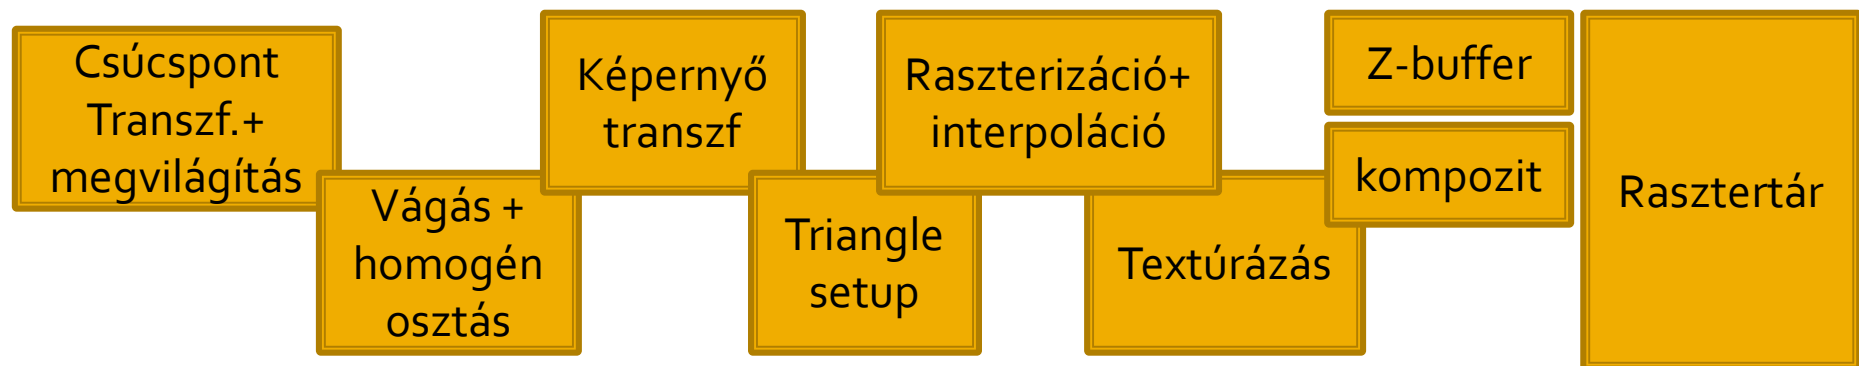 Csúcspont
Transzf.+
megvilágítás
Vágás +
homogén
osztás
Képernyő
transzf
Triangle
setup
Raszterizáció+
interpoláció
Textúrázás
Z-buffer
kompozit
Rasztertár